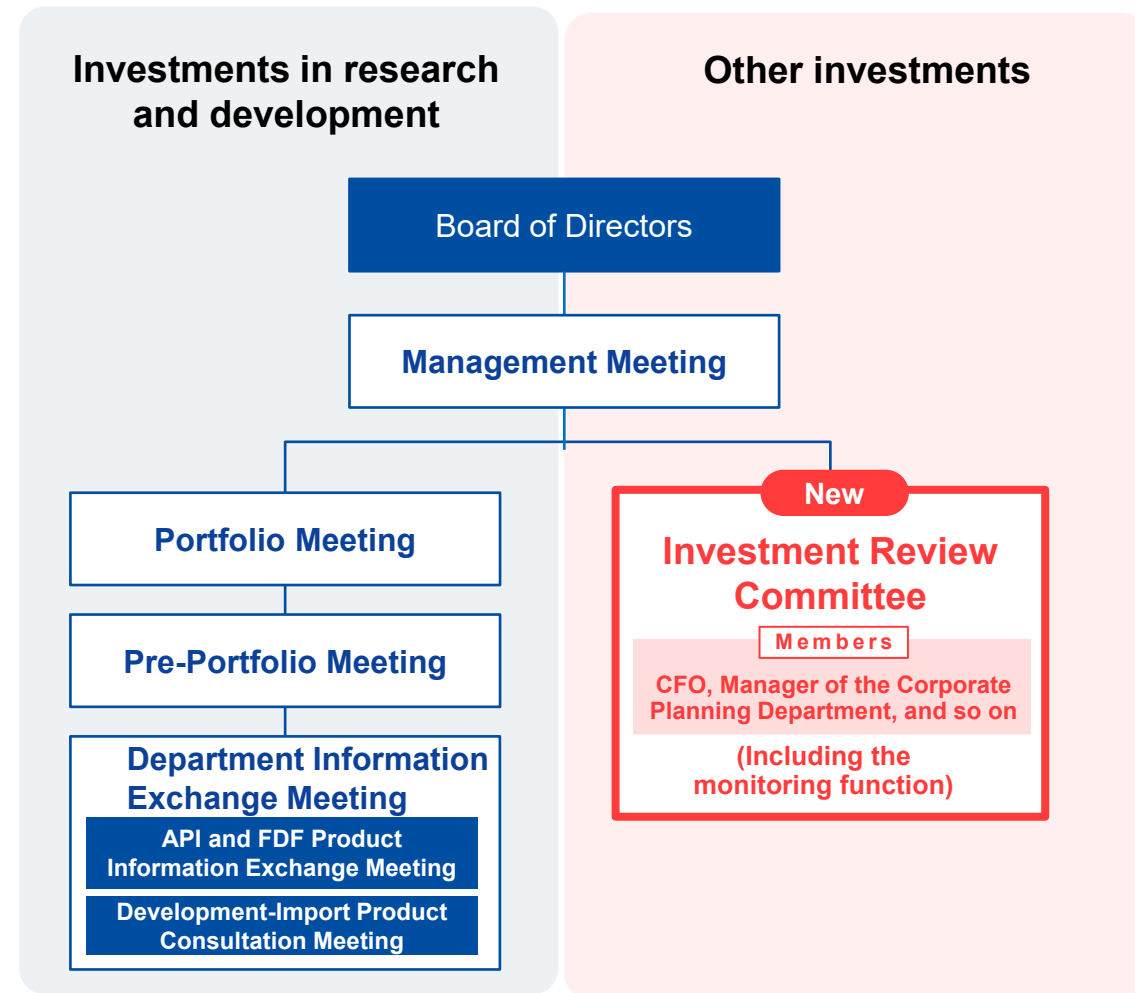 Investments in research
and development
Other investments
Board of Directors
Management Meeting
Portfolio Meeting
Pre-Portfolio Meeting
Department Information
Exchange Meeting
API and FDF Product
Information Exchange Meeting
Development-Import Product
Consultation Meeting
New
Investment Review
Committee
Members
CFO, Manager of the Corporate
Planning Department, and so on
(Including the
monitoring function)